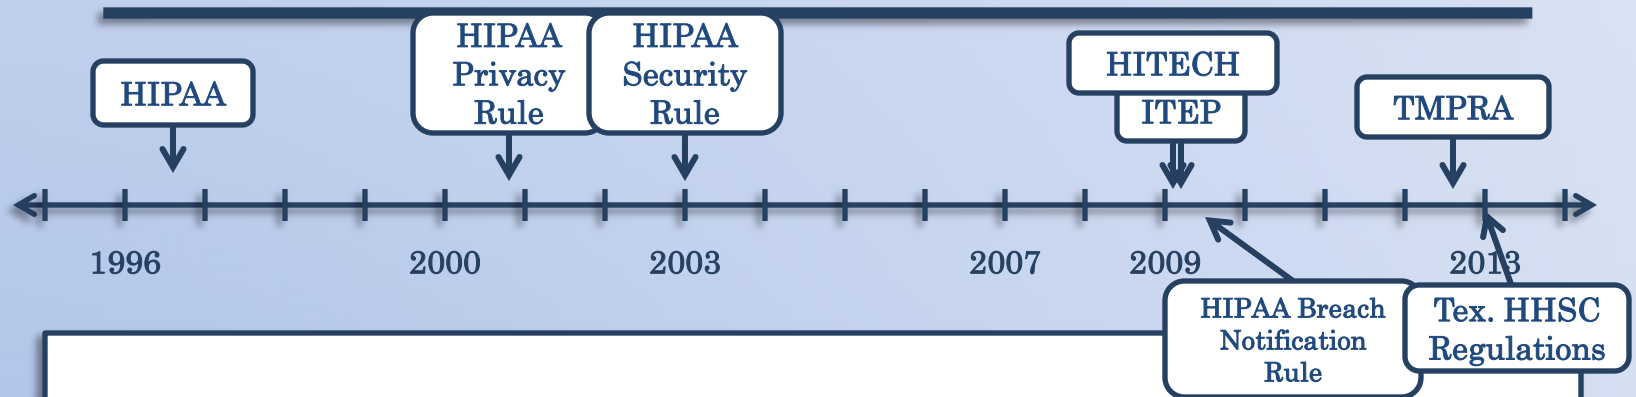 HIPAA
HIPAA
Privacy
Rule
HIPAA
Security
Rule
HITECH
ITEP
TMPRA
1996
2000
2003
2007
2009
2013
HIPAA Breach
Notification
Rule
Tex. HHSC
Regulations